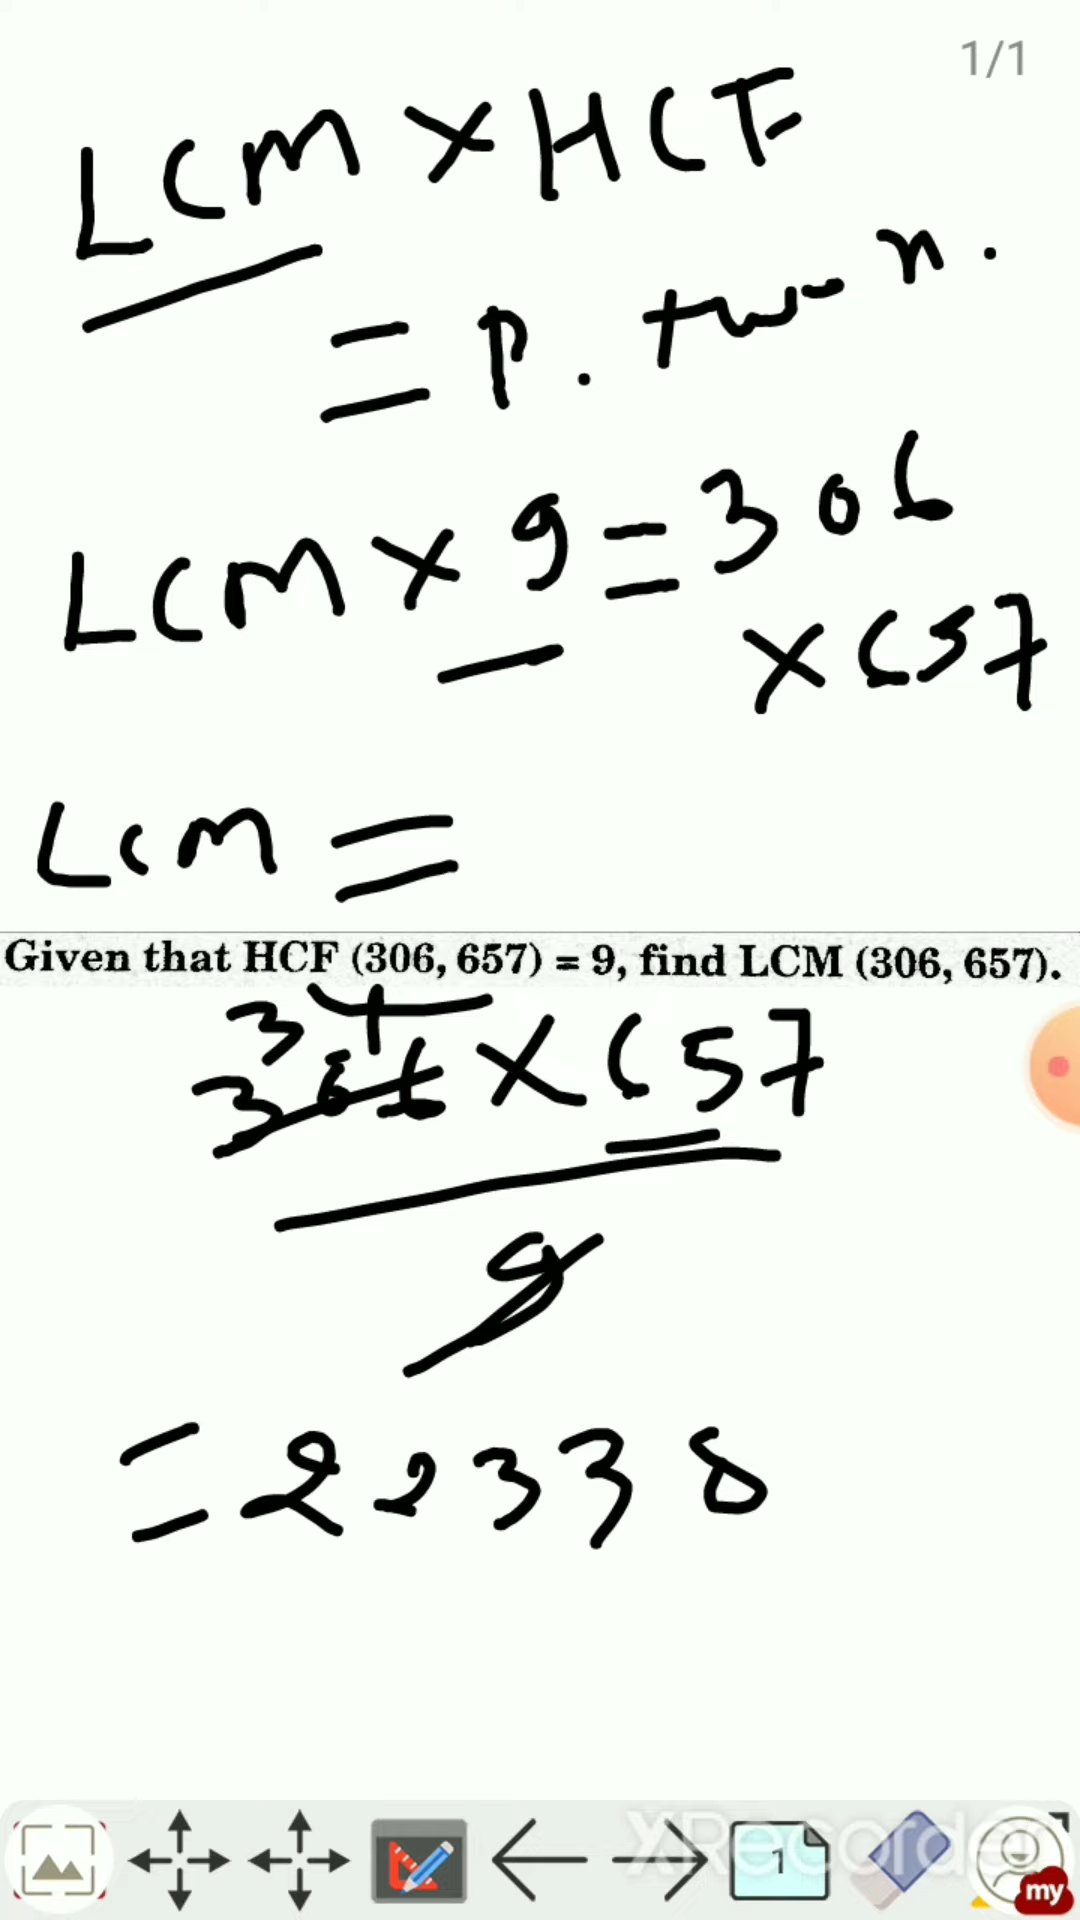 1/1
LCM × HCF
= P. two n.
LCM × 9 = 306
× 657
LCM =
Given that HCF (306, 657) = 9, find LCM (306, 657).
34
306 × 657
9
= 22338
XRecorder
1
my